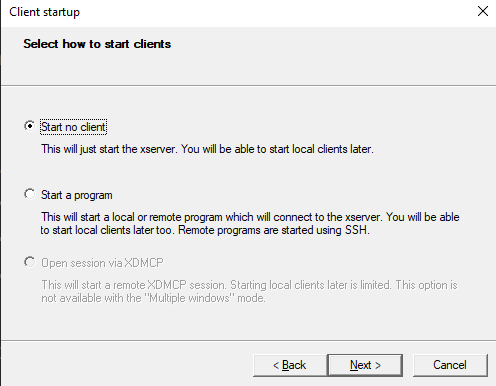 Client startup
Select how to start clients
Start no client
This will just start the xserver. You will be able to start local clients later.
Start a program
This will start a local or remote program which will connect to the xserver. You will be able
to start local clients later too. Remote programs are started using SSH.
Open session via XDMCP
This will start a remote XDMCP session. Starting local clients later is limited. This option is
not available with the "Multiple windows" mode.
< Back Next > Cancel